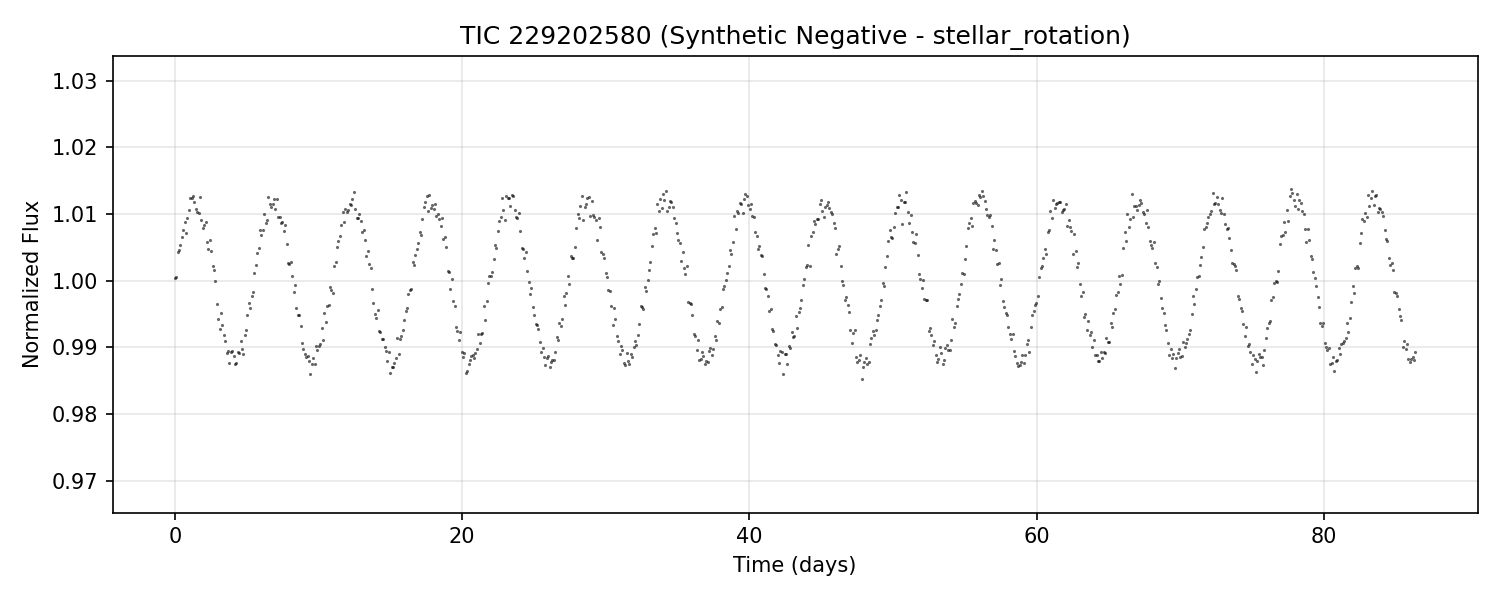 TIC 229202580 (Synthetic Negative - stellar_rotation)
Normalized Flux
1.03
1.02
1.01
1.00
0.99
0.98
0.97
0 20 40 60 80
Time (days)